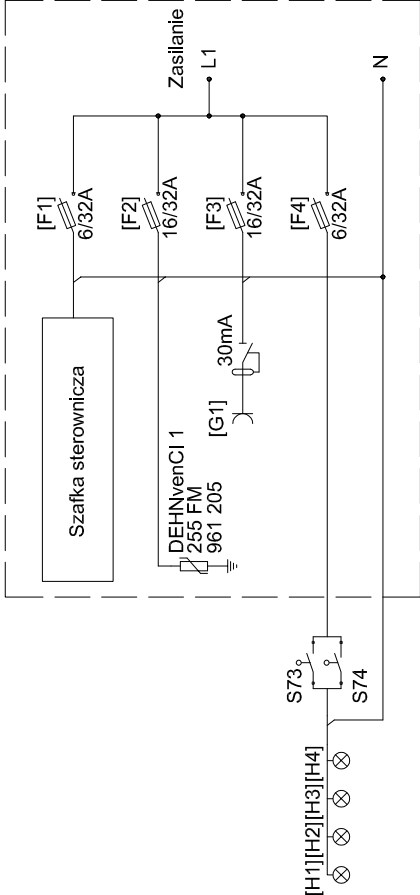 Zasilanie
L1
N
[F1]
6/32A
[F2]
16/32A
[F3]
16/32A
[F4]
6/32A
Szafka sterownicza
DEHNvenCI 1
255 FM
961 205
[G1]
30mA
S73
S74
[H1][H2][H3][H4]